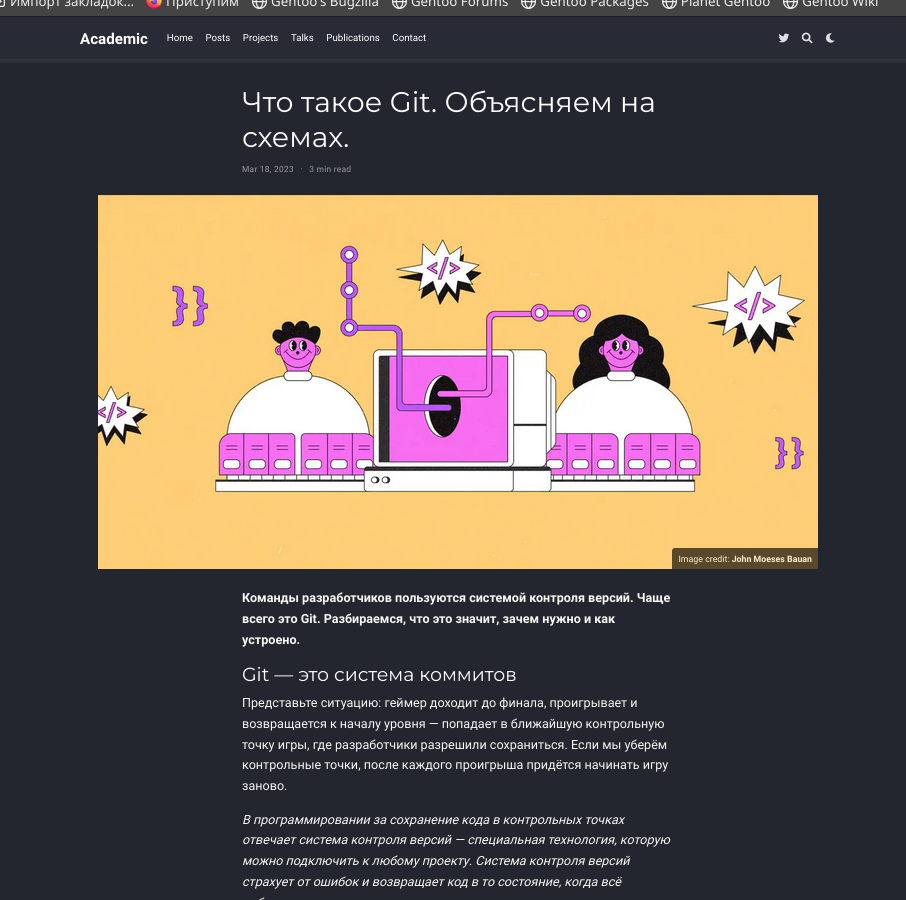 Импорт закладок... Приступим Gentoo's Bugzilla Gentoo Forums Gentoo Packages Planet Gentoo Gentoo Wiki
Academic Home Posts Projects Talks Publications Contact
Что такое Git. Объясняем на
схемах.
Mar 18, 2023 · 3 min read
}} </> </>
</> }}
Image credit: John Moeses Bauan
Команды разработчиков пользуются системой контроля версий. Чаще
всего это Git. Разбираемся, что это значит, зачем нужно и как
устроено.
Git — это система коммитов
Представьте ситуацию: геймер доходит до финала, проигрывает и
возвращается к началу уровня — попадает в ближайшую контрольную
точку игры, где разработчики разрешили сохраниться. Если мы уберём
контрольные точки, после каждого проигрыша придётся начинать игру
заново.
В программировании за сохранение кода в контрольных точках
отвечает система контроля версий — специальная технология, которую
можно подключить к любому проекту. Система контроля версий
страхует от ошибок и возвращает код в то состояние, когда всё